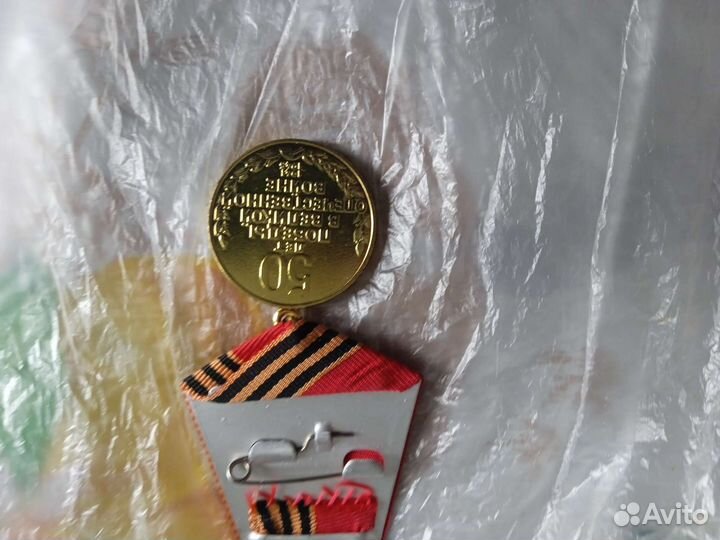 50
ЛЕТ
ПОБЕДЫ
В ВЕЛИКОЙ
ОТЕЧЕСТВЕННОЙ
ВОЙНЕ
Avito